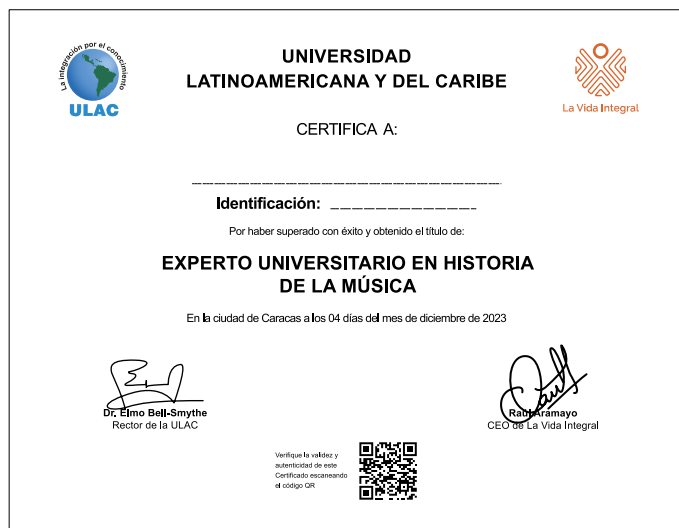 La integración por el conocimiento
ULAC
UNIVERSIDAD
LATINOAMERICANA Y DEL CARIBE
La Vida Integral
CERTIFICA A:
Identificación:
Por haber superado con éxito y obtenido el título de:
EXPERTO UNIVERSITARIO EN HISTORIA
DE LA MÚSICA
En la ciudad de Caracas a los 04 días del mes de diciembre de 2023
Dr. Elmo Bell-Smythe
Rector de la ULAC
Raúl Aramayo
CEO de La Vida Integral
Verifique la validez y
autenticidad de este
Certificado escaneando
el código QR